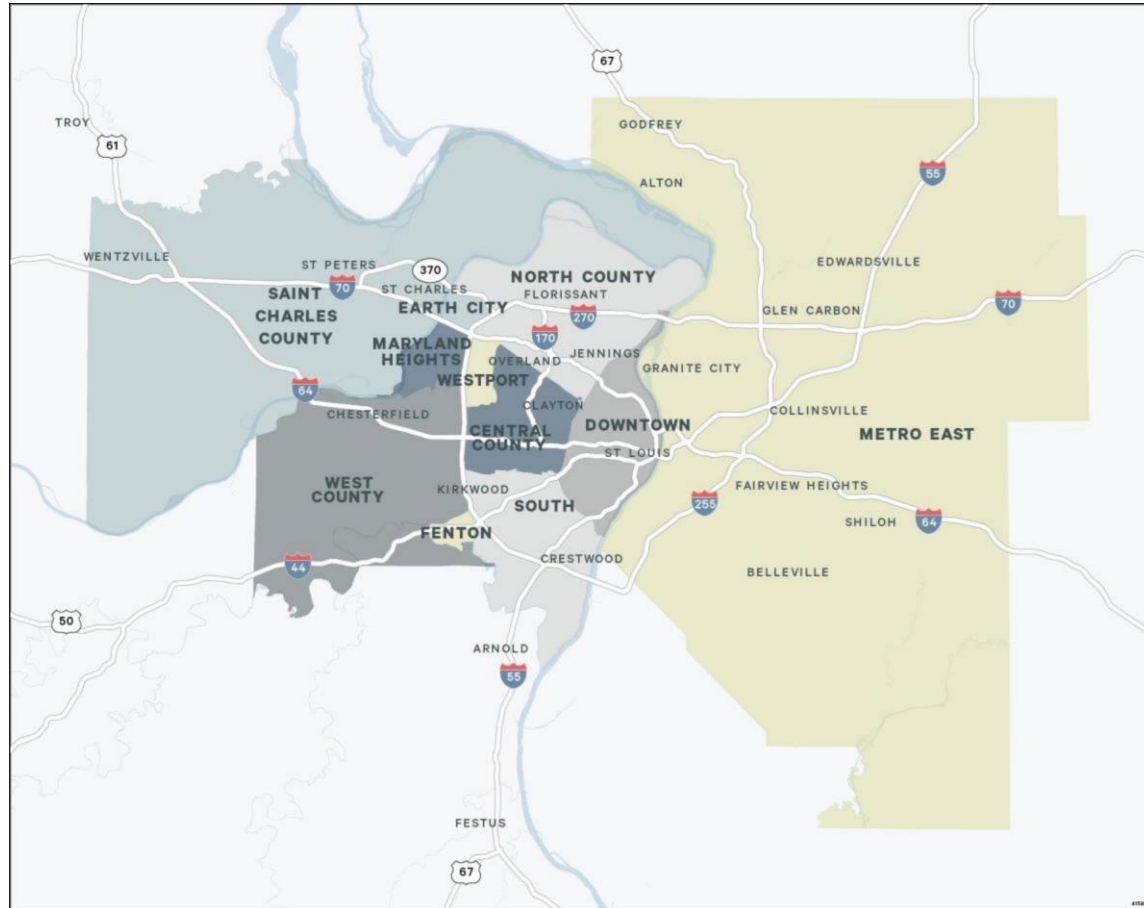 67
TROY
61
GODFREY
55
ALTON
WENTZVILLE
ST PETERS
370
EDWARDSVILLE
NORTH COUNTY
70
ST CHARLES
FLORISSANT
SAINT
CHARLES
COUNTY
EARTH CITY
270
GLEN CARBON
70
170
MARYLAND
HEIGHTS
OVERLAND
JENNINGS
GRANITE CITY
WESTPORT
64
CHESTERFIELD
CLAYTON
COLLINSVILLE
CENTRAL
COUNTY
DOWNTOWN
METRO EAST
ST LOUIS
WEST
COUNTY
KIRKWOOD
FAIRVIEW HEIGHTS
SOUTH
255
SHILOH
64
FENTON
CRESTWOOD
44
BELLEVILLE
50
ARNOLD
55
FESTUS
67